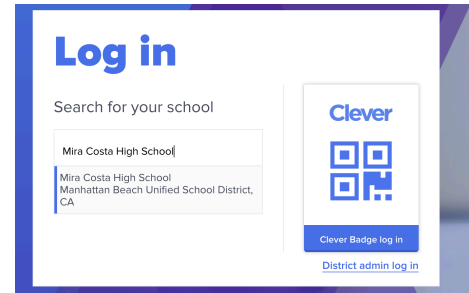 Log in
Search for your school
Mira Costa High School
Mira Costa High School
Manhattan Beach Unified School District,
CA
Clever
Clever Badge log in
District admin log in